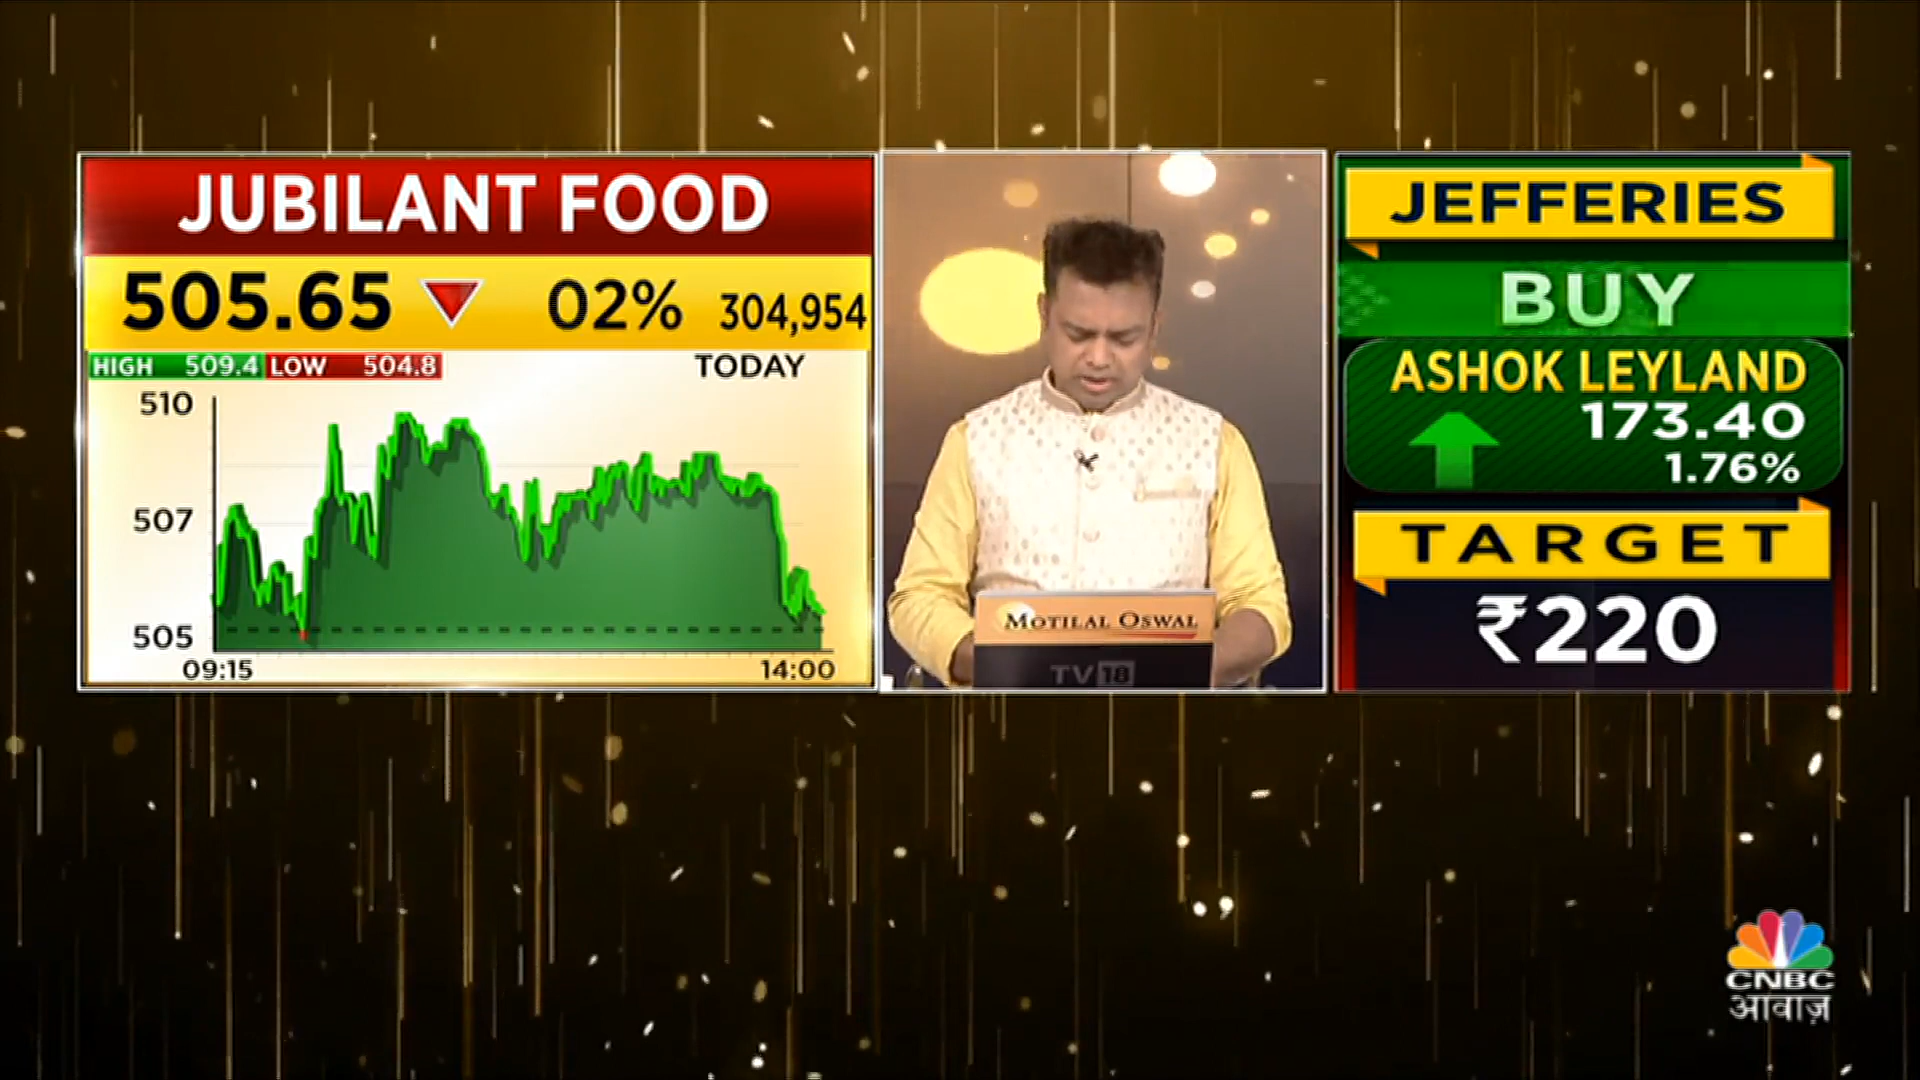 JUBILANT FOOD
505.65 02% 304,954
HIGH 509.4 LOW 504.8 TODAY
510
507
505
09:15 14:00
MOTILAL OSWAL
TV18
JEFFERIES
BUY
ASHOK LEYLAND
173.40
1.76%
TARGET
₹220
CNBC
आवाज़